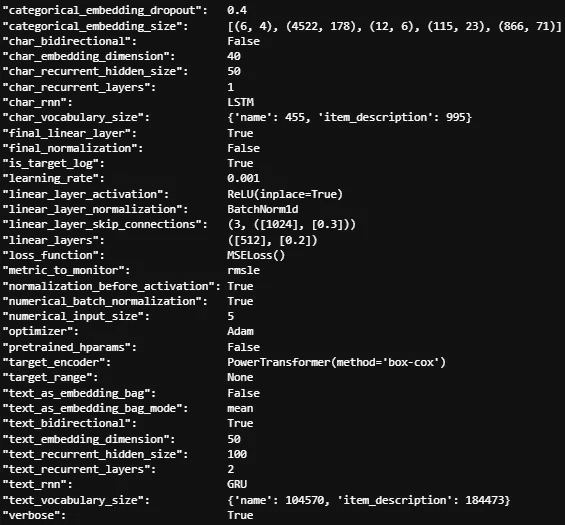 "categorical_embedding_dropout": 0.4
"categorical_embedding_size": [(6, 4), (4522, 178), (12, 6), (115, 23), (866, 71)]
"char_bidirectional": False
"char_embedding_dimension": 40
"char_recurrent_hidden_size": 50
"char_recurrent_layers": 1
"char_rnn": LSTM
"char_vocabulary_size": {'name': 455, 'item_description': 995}
"final_linear_layer": True
"final_normalization": False
"is_target_log": True
"learning_rate": 0.001
"linear_layer_activation": ReLU(inplace=True)
"linear_layer_normalization": BatchNorm1d
"linear_layer_skip_connections": (3, ([1024], [0.3]))
"linear_layers": ([512], [0.2])
"loss_function": MSELoss()
"metric_to_monitor": rmsle
"normalization_before_activation": True
"numerical_batch_normalization": True
"numerical_input_size": 5
"optimizer": Adam
"pretrained_hparams": False
"target_encoder": PowerTransformer(method='box-cox')
"target_range": None
"text_as_embedding_bag": False
"text_as_embedding_bag_mode": mean
"text_bidirectional": True
"text_embedding_dimension": 50
"text_recurrent_hidden_size": 100
"text_recurrent_layers": 2
"text_rnn": GRU
"text_vocabulary_size": {'name': 104570, 'item_description': 184473}
"verbose": True